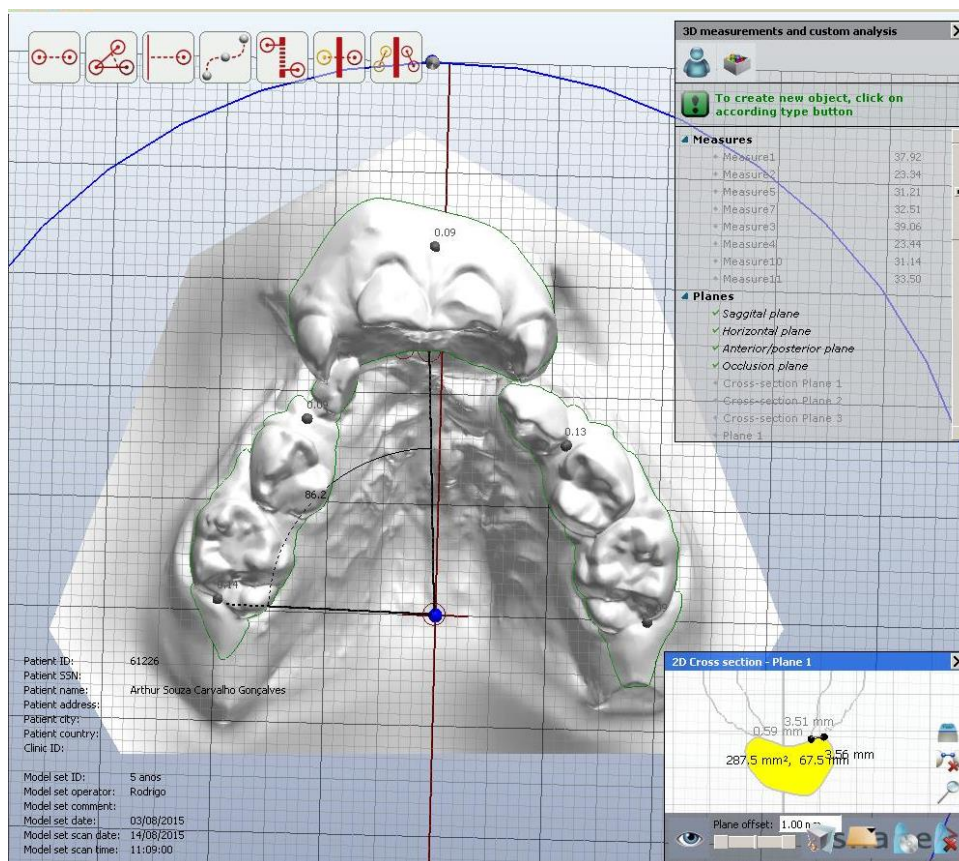 3D measurements and custom analysis
To create new object, click on
according type button
Measures
Measure1 37.92
Measure2 23.34
Measure5 31.21
Measure7 32.51
Measure3 39.06
Measure4 23.44
Measure10 31.14
Measure11 33.50
Planes
Saggital plane
Horizontal plane
Anterior/posterior plane
Occlusion plane
Cross-section Plane 1
Cross-section Plane 2
Cross-section Plane 3
Plane 1
0.09
0.13
86.2
Patient ID: 61226
Patient SSN:
Patient name: Arthur Souza Carvalho Gonçalves
Patient address:
Patient city:
Patient country:
Clinic ID:
Model set ID: 5 anos
Model set operator: Rodrigo
Model set comment:
Model set date: 03/08/2015
Model set scan date: 14/08/2015
Model set scan time: 11:09:00
2D Cross section - Plane 1
3.51 mm
0.59 mm
3.56 mm
287.5 mm², 67.5 mm
Plane offset: 1.00